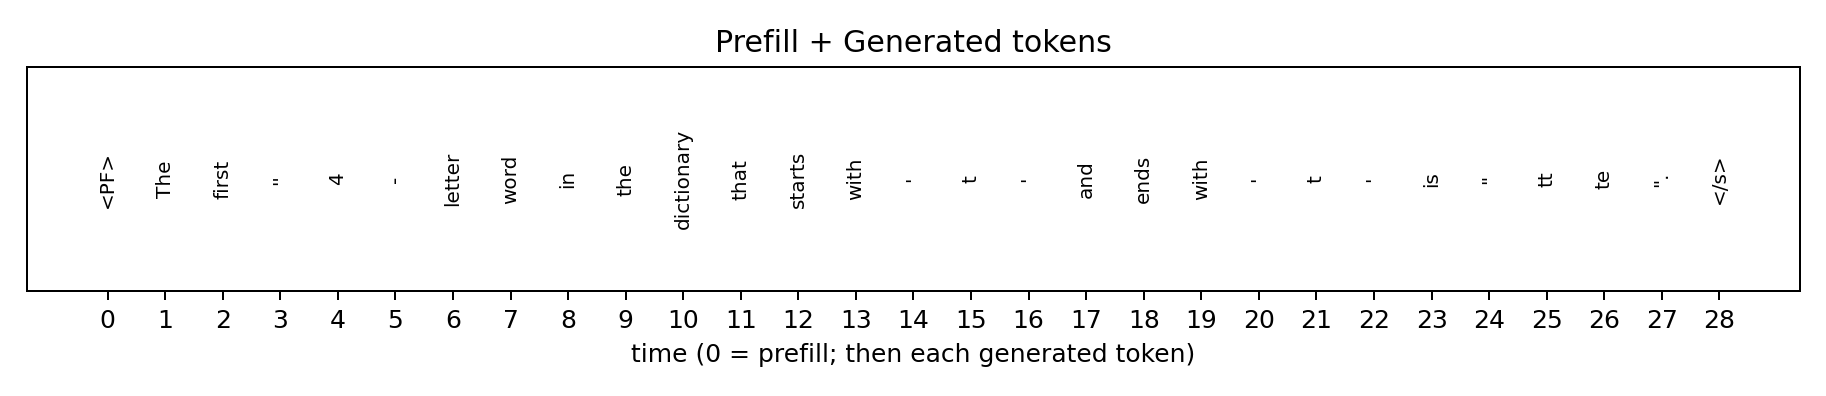 Prefill + Generated tokens
<PF> The first " 4 - letter word in the dictionary that starts with ' t ' and ends with ' t ' is " tt te ". </s>
0 1 2 3 4 5 6 7 8 9 10 11 12 13 14 15 16 17 18 19 20 21 22 23 24 25 26 27 28
time (0 = prefill; then each generated token)